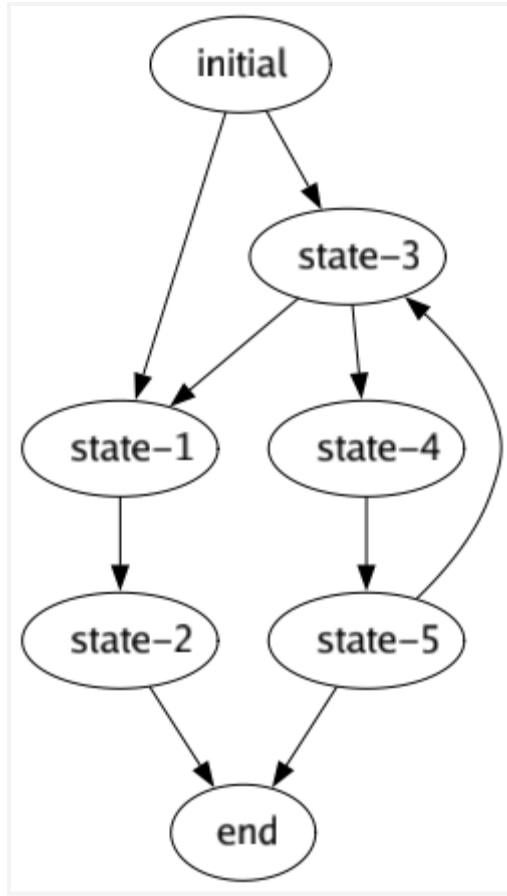 initial
state–3
state–1
state–4
state–2
state–5
end